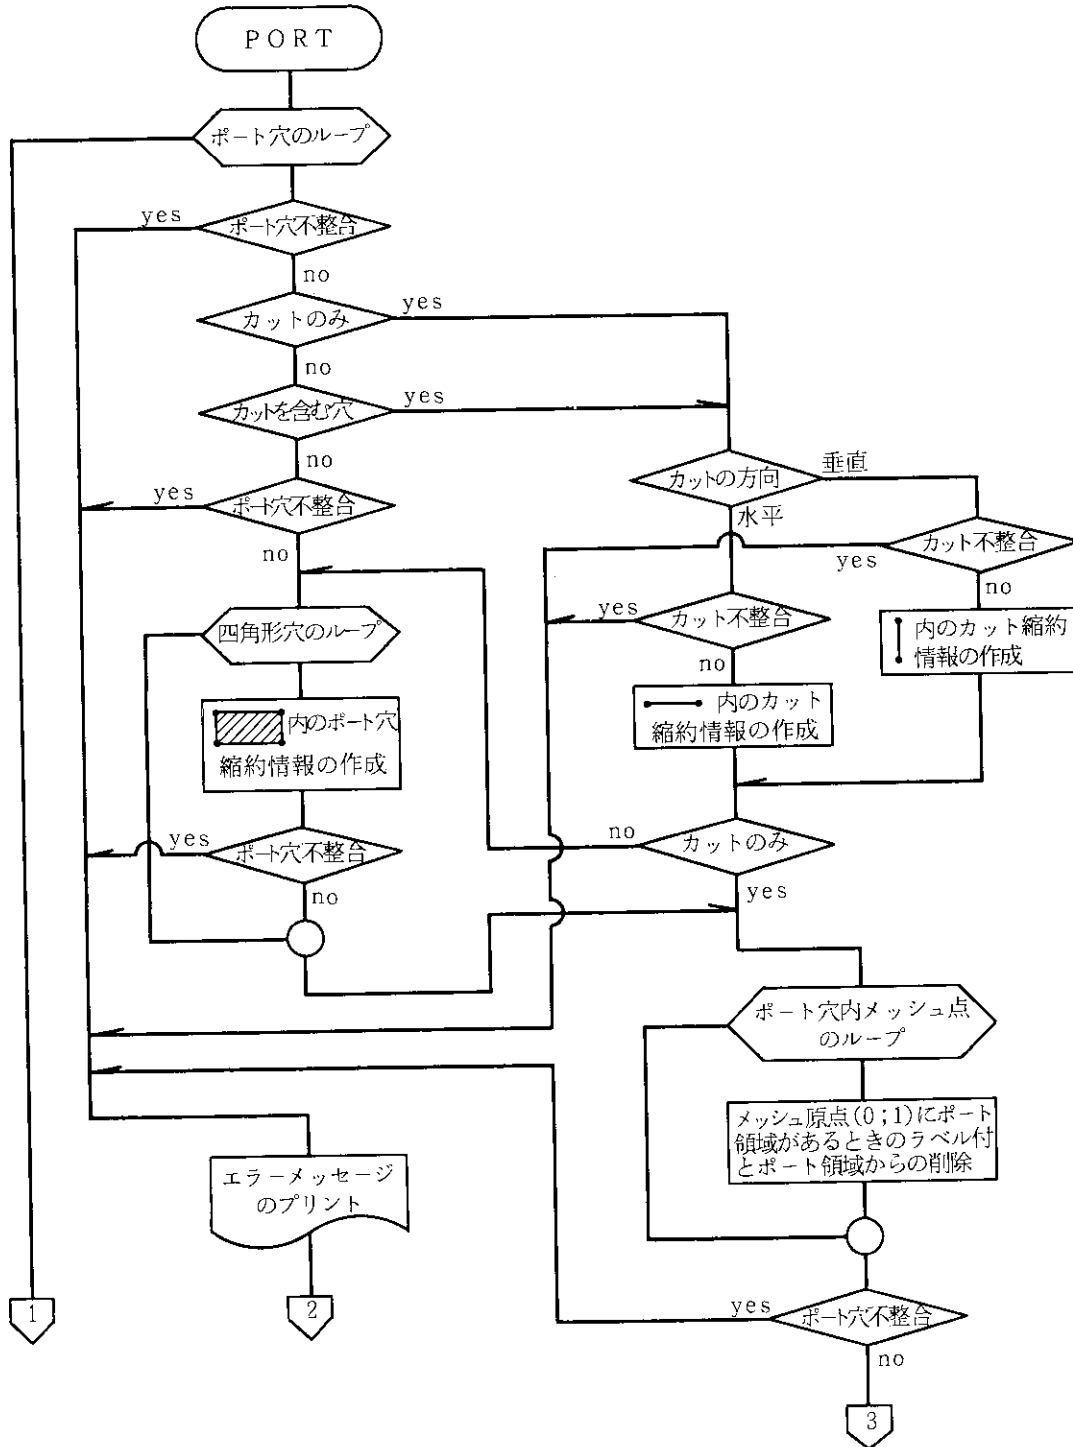 PORT
ポート穴のループ
yes
ポート穴不整合
no
カットのみ
yes
no
カットを含む穴
yes
no
yes
ポート穴不整合
no
カットの方向
垂直
水平
カット不整合
yes
no
内のカット縮約
情報の作成
yes
カット不整合
no
内のカット
縮約情報の作成
四角形穴のループ
内のポート穴
縮約情報の作成
yes
ポート穴不整合
no
no
カットのみ
yes
ポート穴内メッシュ点
のループ
メッシュ原点(0;1)にポート
領域があるときのラベル付
とポート領域からの削除
エラーメッセージ
のプリント
yes
ポート穴不整合
no
1
2
3